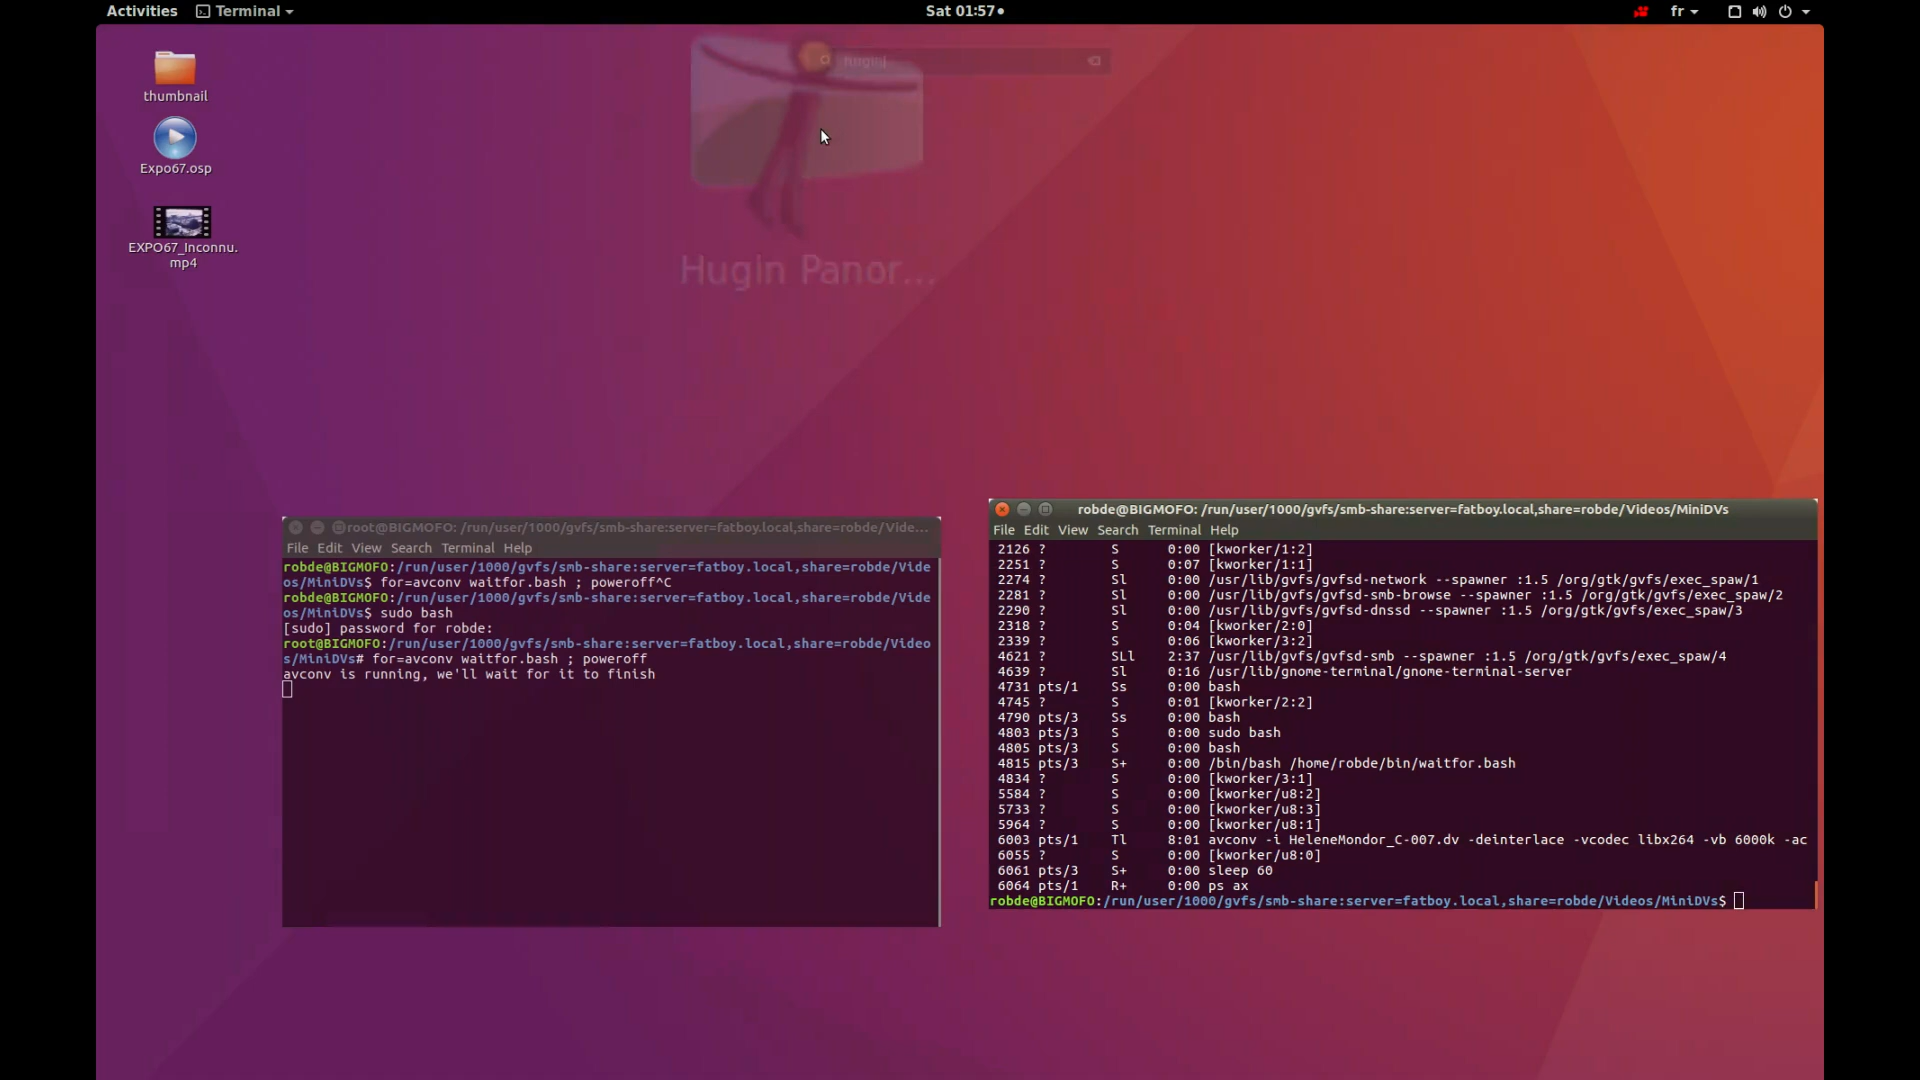 Activities Terminal Sat 01:57 fr
thumbnail
Expo67.osp
EXPO67_Inconnu.
mp4
hugin
Hugin Panor...
root@BIGMOFO: /run/user/1000/gvfs/smb-share:server=fatboy.local,share=robde/Vide...
File Edit View Search Terminal Help
robde@BIGMOFO:/run/user/1000/gvfs/smb-share:server=fatboy.local,share=robde/Vide
os/MiniDVs$ for=avconv waitfor.bash ; poweroff^C
robde@BIGMOFO:/run/user/1000/gvfs/smb-share:server=fatboy.local,share=robde/Vide
os/MiniDVs$ sudo bash
[sudo] password for robde:
root@BIGMOFO:/run/user/1000/gvfs/smb-share:server=fatboy.local,share=robde/Video
s/MiniDVs# for=avconv waitfor.bash ; poweroff
avconv is running, we'll wait for it to finish
robde@BIGMOFO: /run/user/1000/gvfs/smb-share:server=fatboy.local,share=robde/Videos/MiniDVs
File Edit View Search Terminal Help
2126 ? S 0:00 [kworker/1:2]
2251 ? S 0:07 [kworker/1:1]
2274 ? Sl 0:00 /usr/lib/gvfs/gvfsd-network --spawner :1.5 /org/gtk/gvfs/exec_spaw/1
2281 ? Sl 0:00 /usr/lib/gvfs/gvfsd-smb-browse --spawner :1.5 /org/gtk/gvfs/exec_spaw/2
2290 ? Sl 0:00 /usr/lib/gvfs/gvfsd-dnssd --spawner :1.5 /org/gtk/gvfs/exec_spaw/3
2318 ? S 0:04 [kworker/2:0]
2339 ? S 0:06 [kworker/3:2]
4621 ? SLl 2:37 /usr/lib/gvfs/gvfsd-smb --spawner :1.5 /org/gtk/gvfs/exec_spaw/4
4639 ? Sl 0:16 /usr/lib/gnome-terminal/gnome-terminal-server
4731 pts/1 Ss 0:00 bash
4745 ? S 0:01 [kworker/2:2]
4790 pts/3 Ss 0:00 bash
4803 pts/3 S 0:00 sudo bash
4805 pts/3 S 0:00 bash
4815 pts/3 S+ 0:00 /bin/bash /home/robde/bin/waitfor.bash
4834 ? S 0:00 [kworker/3:1]
5584 ? S 0:00 [kworker/u8:2]
5733 ? S 0:00 [kworker/u8:3]
5964 ? S 0:00 [kworker/u8:1]
6003 pts/1 Tl 8:01 avconv -i HeleneMondor_C-007.dv -deinterlace -vcodec libx264 -vb 6000k -ac
6055 ? S 0:00 [kworker/u8:0]
6061 pts/3 S+ 0:00 sleep 60
6064 pts/1 R+ 0:00 ps ax
robde@BIGMOFO:/run/user/1000/gvfs/smb-share:server=fatboy.local,share=robde/Videos/MiniDVs$